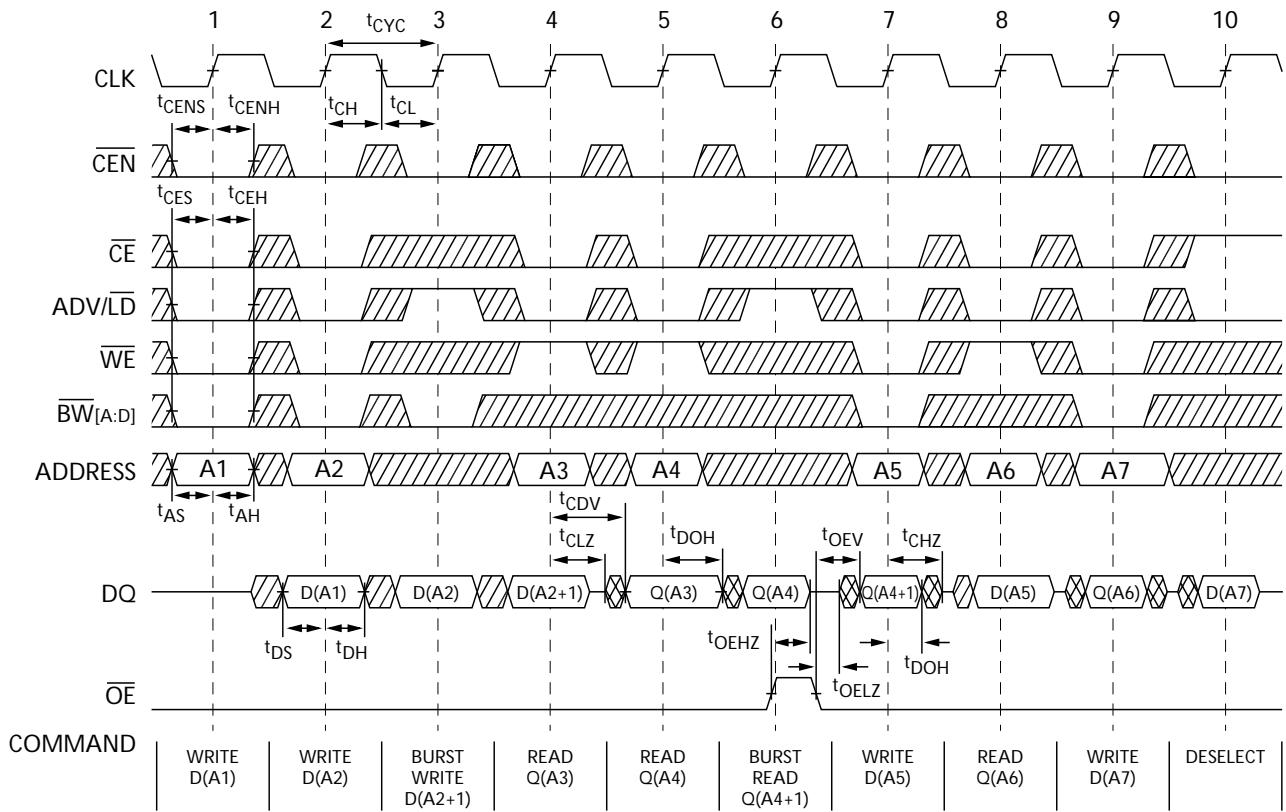 1 2 3 4 5 6 7 8 9 10
tCYC
CLK
tCENS tCENH tCH tCL
CEN
tCES tCEH
CE
ADV/LD
WE
BW[A:D]
ADDRESS A1 A2 A3 A4 A5 A6 A7
tAS tAH tCDV
tCLZ tDOH tOEV tCHZ
DQ D(A1) D(A2) D(A2+1) Q(A3) Q(A4) Q(A4+1) D(A5) Q(A6) D(A7)
tDS tDH tOEHZ tDOH
tOELZ
OE
COMMAND
WRITE D(A1)
WRITE D(A2)
BURST WRITE D(A2+1)
READ Q(A3)
READ Q(A4)
BURST READ Q(A4+1)
WRITE D(A5)
READ Q(A6)
WRITE D(A7)
DESELECT